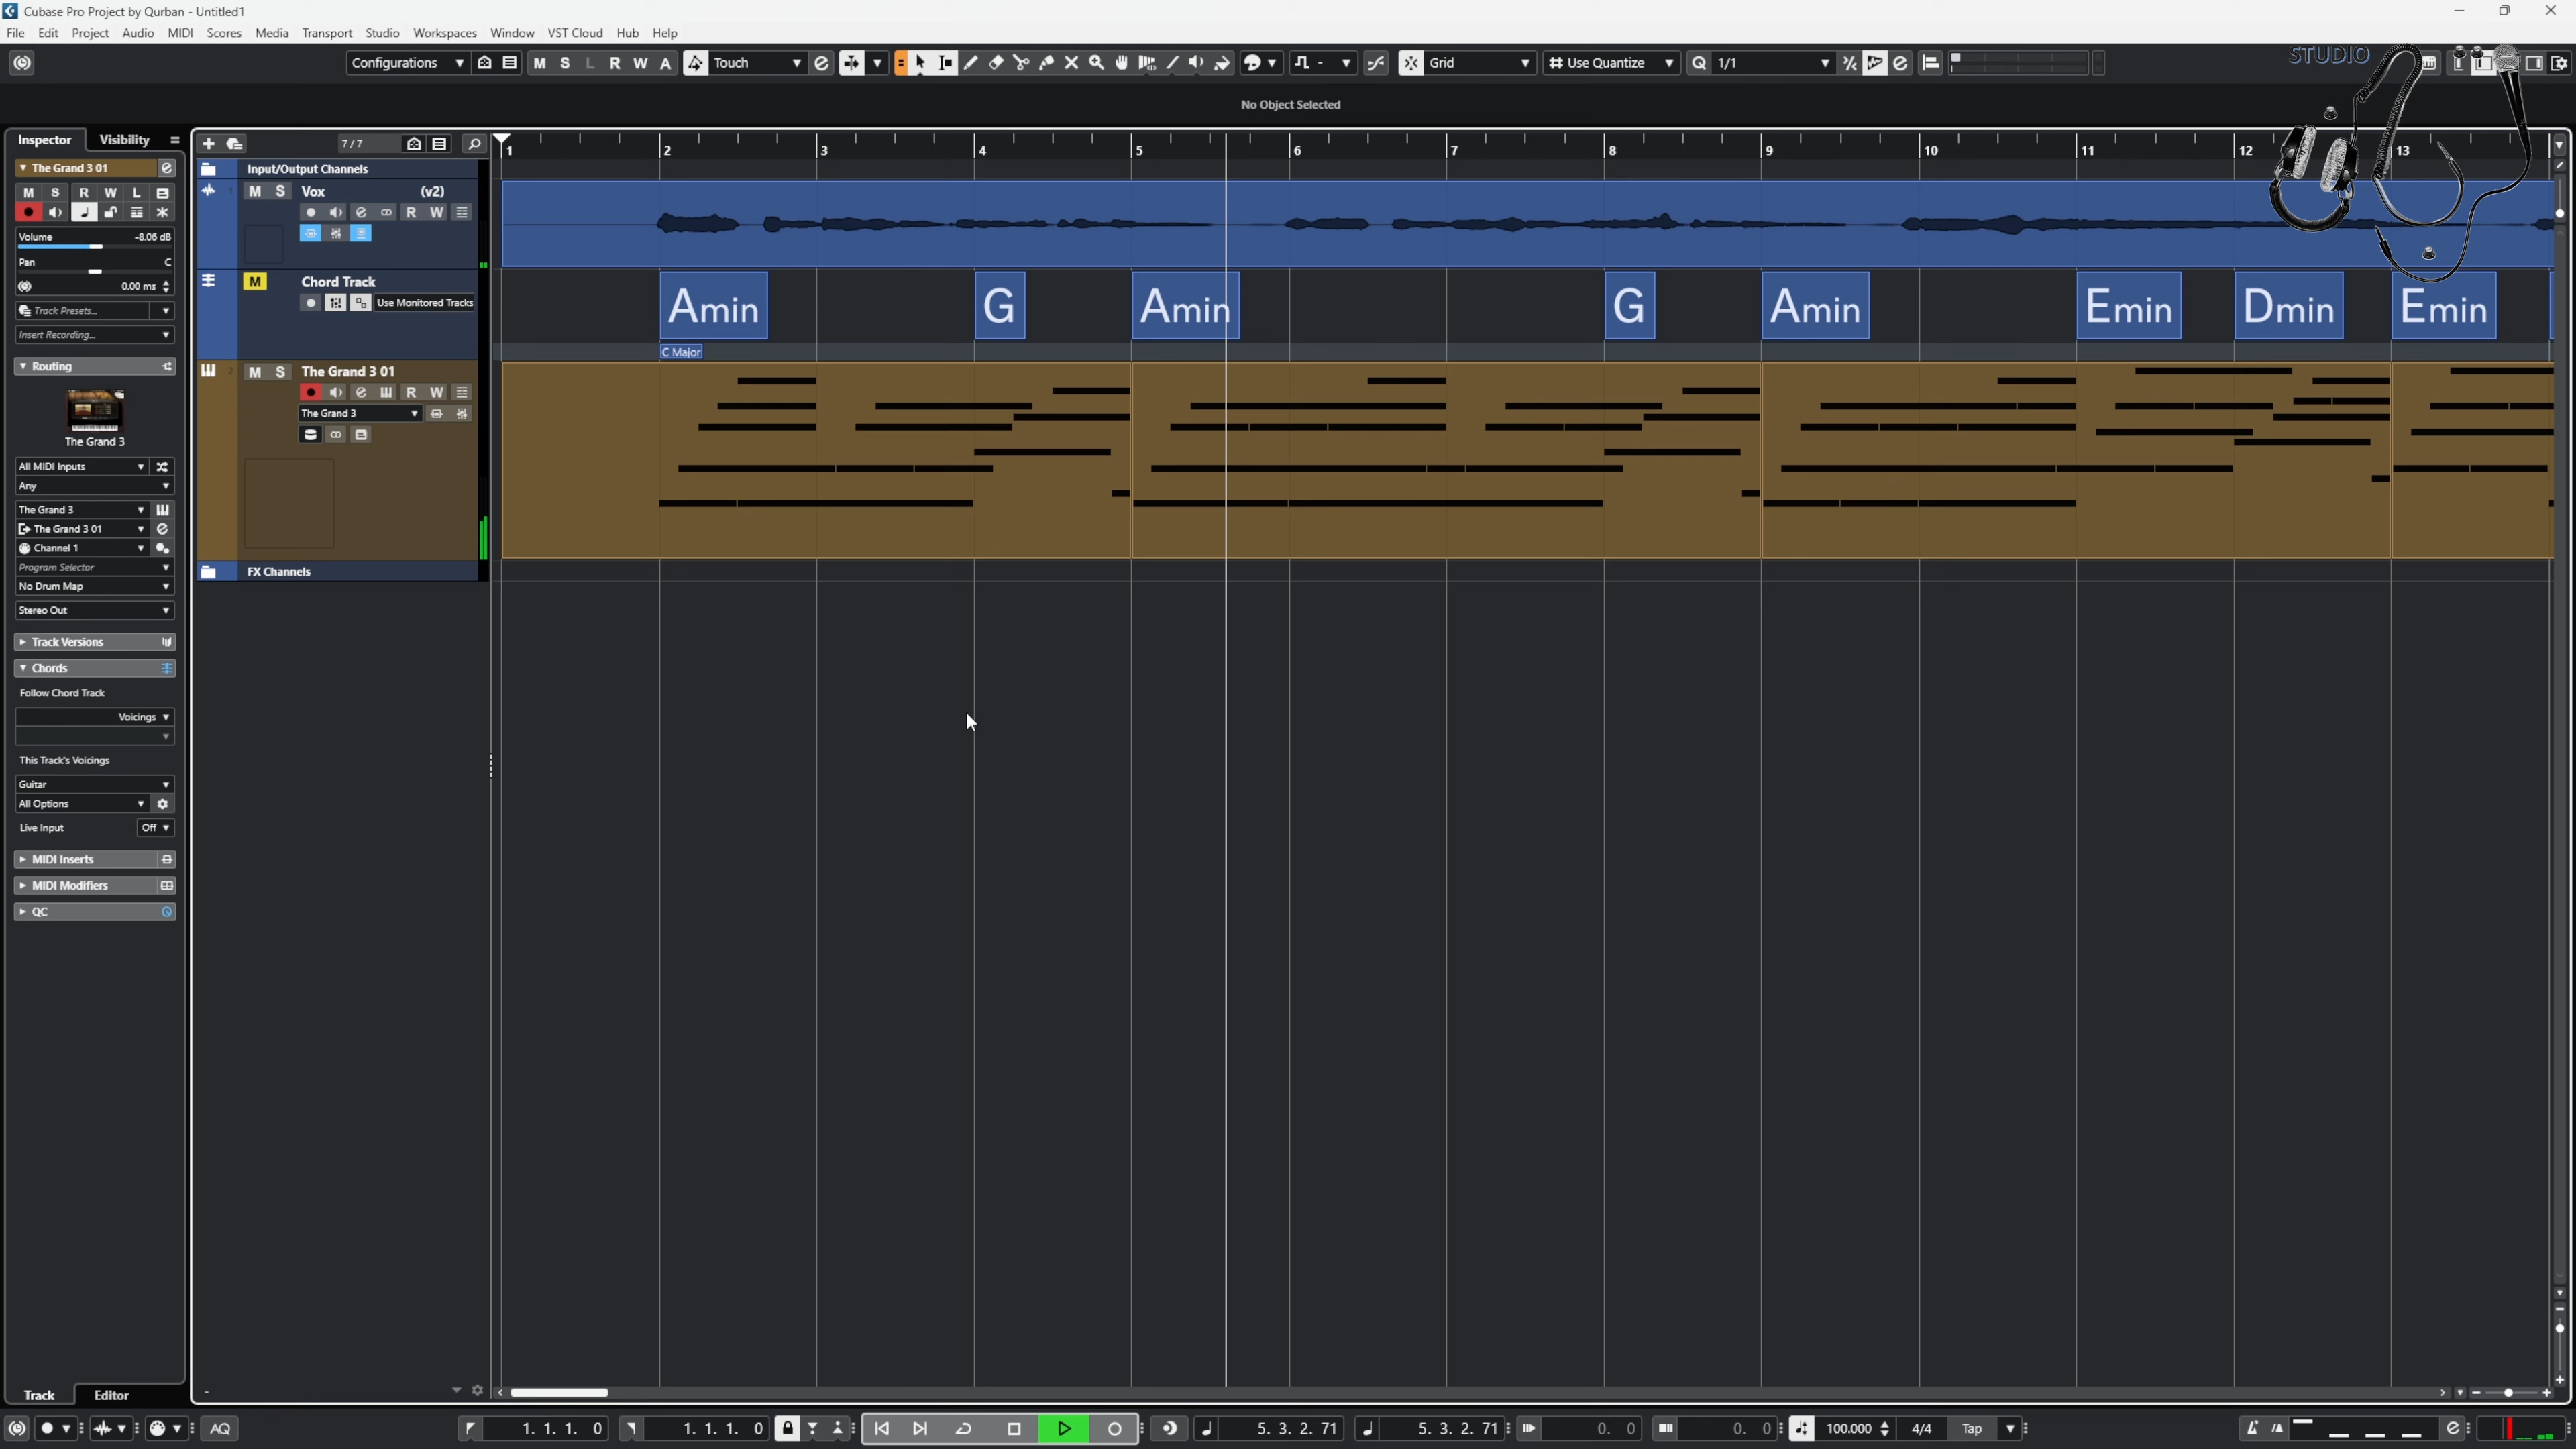 Cubase Pro Project by Qurban - Untitled1
File Edit Project Audio MIDI Scores Media Transport Studio Workspaces Window VST Cloud Hub Help
Configurations M S L R W A Touch - Grid Use Quantize Q 1/1
STUDIO
No Object Selected
Inspector Visibility 7/7
1 2 3 4 5 6 7 8 9 10 11 12 13
The Grand 3 01
M S R W L
Volume -8.06 dB
Pan C
0.00 ms
Track Presets...
Insert Recording...
Routing
The Grand 3
All MIDI Inputs
Any
The Grand 3
The Grand 3 01
Channel 1
Program Selector
No Drum Map
Stereo Out
Track Versions
Chords
Follow Chord Track
Voicings
This Track's Voicings
Guitar
All Options
Live Input Off
MIDI Inserts
MIDI Modifiers
QC
Track Editor
Input/Output Channels
1 M S Vox (v2)
R W
M Chord Track
Use Monitored Tracks
Amin G Amin G Amin Emin Dmin Emin
C Major
2 M S The Grand 3 01
R W
The Grand 3
FX Channels
AQ 1. 1. 1. 0 1. 1. 1. 0 5. 3. 2. 71 5. 3. 2. 71 0. 0 0. 0 100.000 4/4 Tap